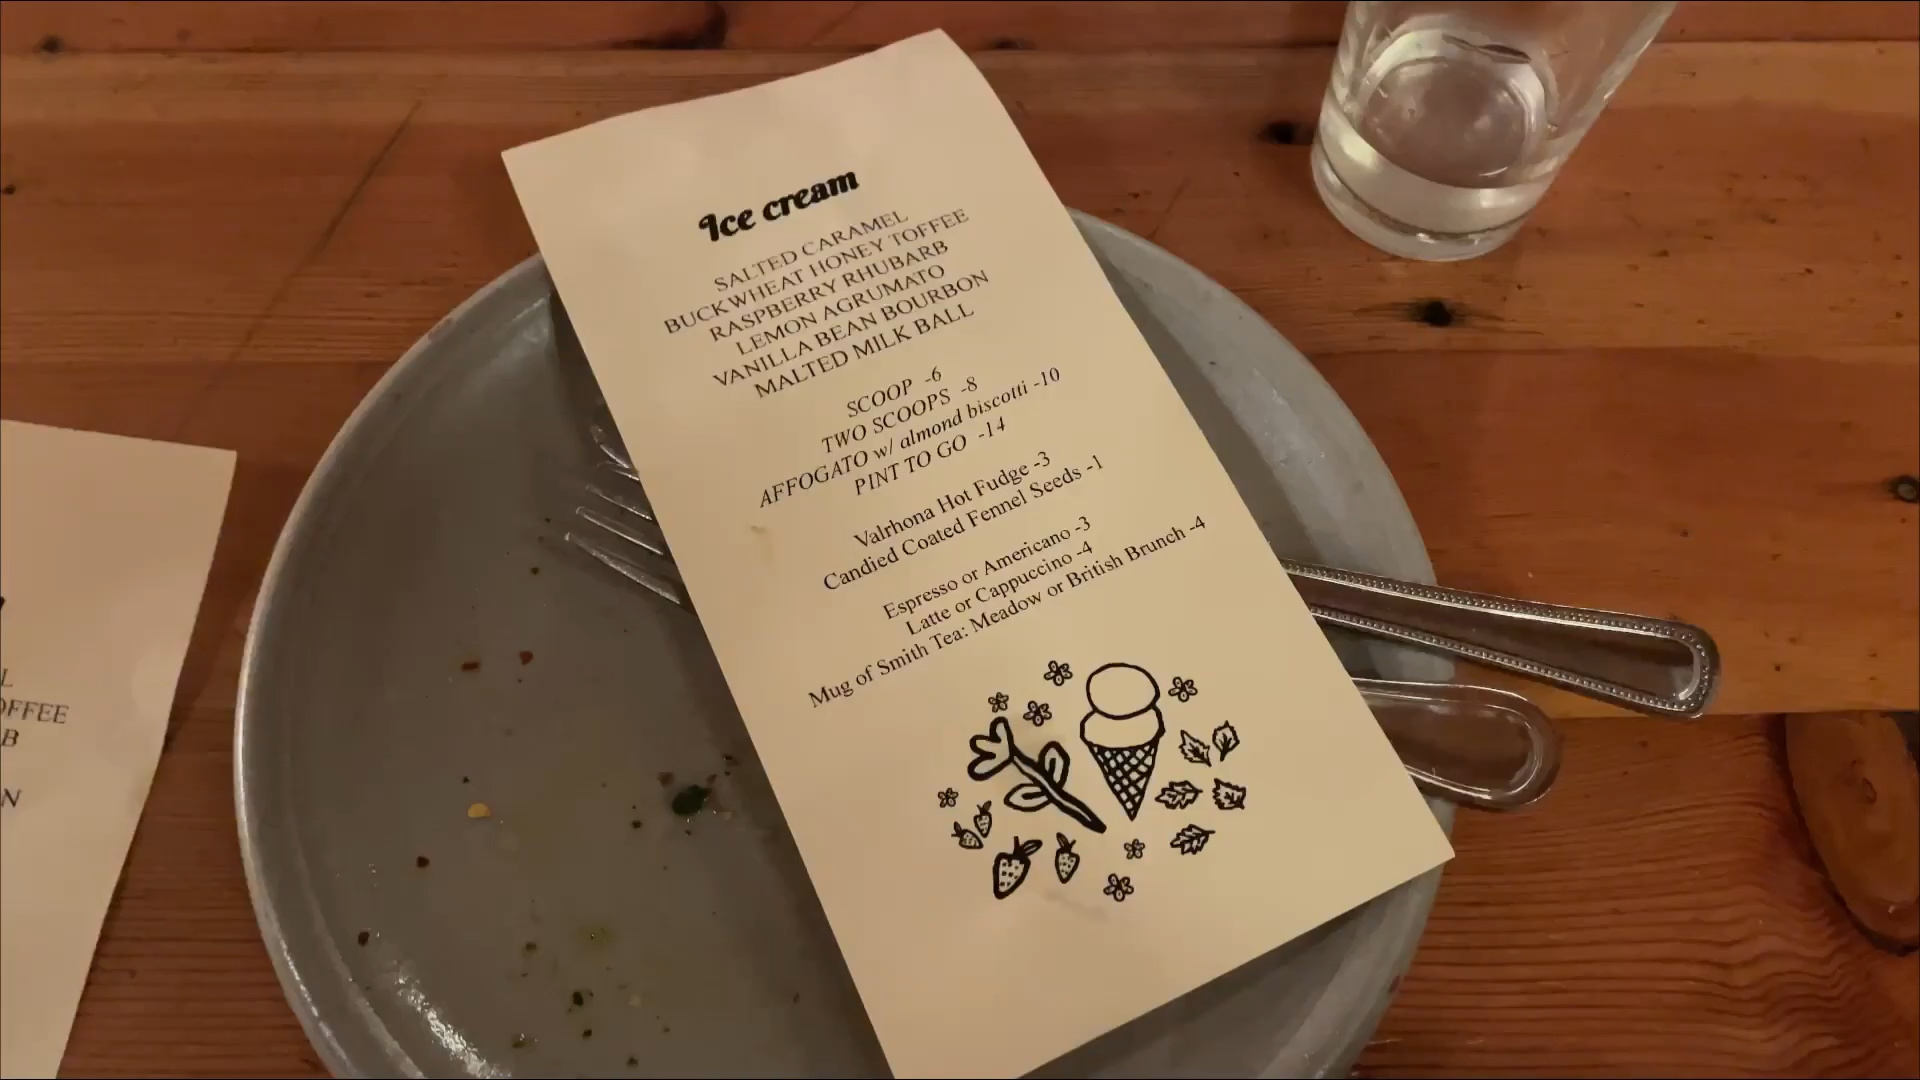 Ice cream
SALTED CARAMEL
BUCKWHEAT HONEY TOFFEE
RASPBERRY RHUBARB
LEMON AGRUMATO
VANILLA BEAN BOURBON
MALTED MILK BALL
SCOOP -6
TWO SCOOPS -8
AFFOGATO w/ almond biscotti -10
PINT TO GO -14
Valrhona Hot Fudge -3
Candied Coated Fennel Seeds -1
Espresso or Americano -3
Latte or Cappuccino -4
Mug of Smith Tea: Meadow or British Brunch -4
L
OFFEE
B
N